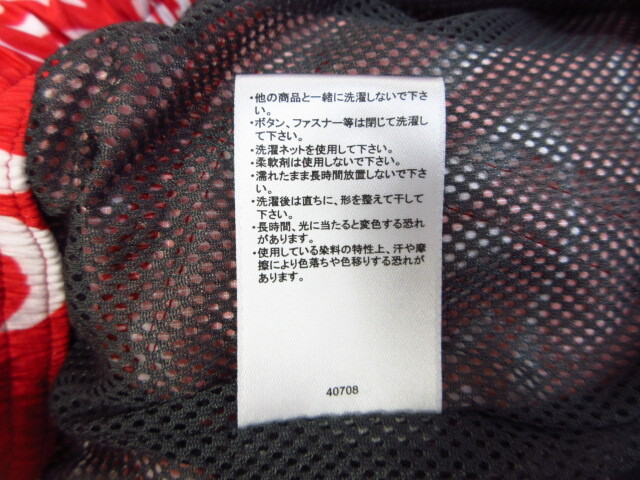 ・他の商品と一緒に洗濯しないで下さ
い。
・ボタン、ファスナー等は閉じて洗濯し
て下さい。
・洗濯ネットを使用して下さい。
・柔軟剤は使用しないで下さい。
・濡れたまま長時間放置しないで下さ
い。
・洗濯後は直ちに、形を整えて干して
下さい。
・長時間、光に当たると変色する恐れ
があります。
・使用している染料の特性上、汗や摩
擦により色落ちや色移りする恐れが
あります。
40708